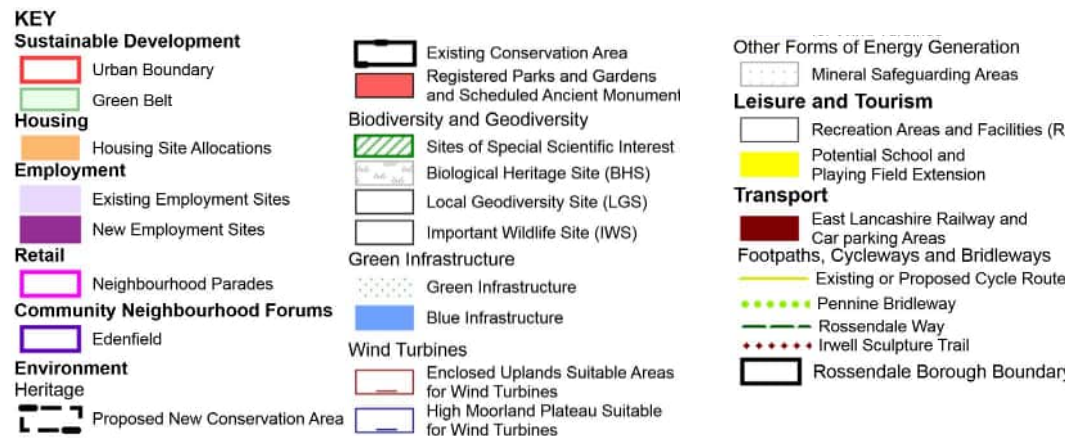 KEY
Sustainable Development
Urban Boundary
Green Belt
Housing
Housing Site Allocations
Employment
Existing Employment Sites
New Employment Sites
Retail
Neighbourhood Parades
Community Neighbourhood Forums
Edenfield
Environment
Heritage
Proposed New Conservation Area
Existing Conservation Area
Registered Parks and Gardens
and Scheduled Ancient Monument
Biodiversity and Geodiversity
Sites of Special Scientific Interest
Biological Heritage Site (BHS)
Local Geodiversity Site (LGS)
Important Wildlife Site (IWS)
Green Infrastructure
Green Infrastructure
Blue Infrastructure
Wind Turbines
Enclosed Uplands Suitable Areas
for Wind Turbines
High Moorland Plateau Suitable
for Wind Turbines
Other Forms of Energy Generation
Mineral Safeguarding Areas
Leisure and Tourism
Recreation Areas and Facilities (R
Potential School and
Playing Field Extension
Transport
East Lancashire Railway and
Car parking Areas
Footpaths, Cycleways and Bridleways
Existing or Proposed Cycle Route
Pennine Bridleway
Rossendale Way
Irwell Sculpture Trail
Rossendale Borough Boundary